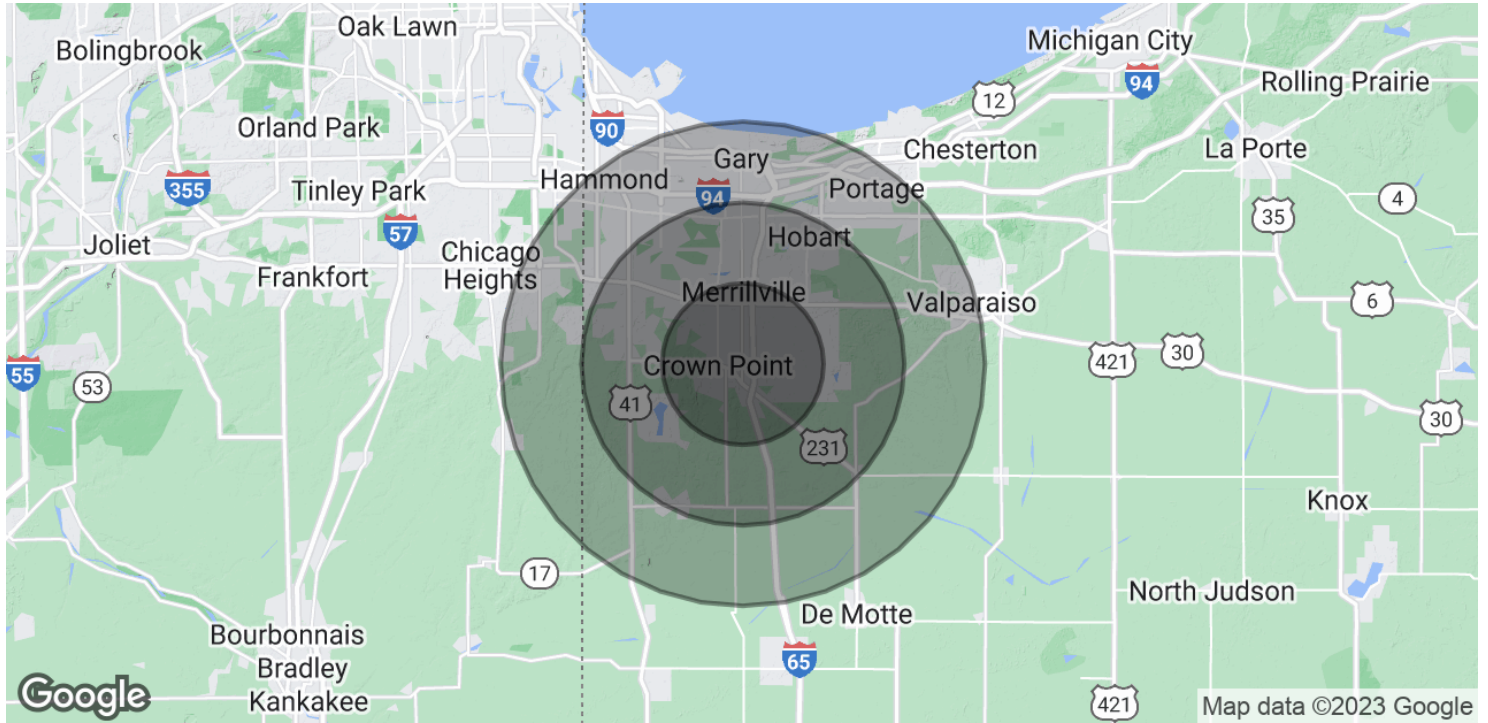 Oak Lawn
Bolingbrook
Michigan City
94
Rolling Prairie
12
90
Orland Park
Gary
Chesterton
La Porte
355
Tinley Park
Hammond
94
Portage
4
35
57
Hobart
Joliet
Chicago
Heights
Frankfort
Merrillville
Valparaiso
6
55
53
Crown Point
421
30
41
30
231
Knox
17
North Judson
De Motte
Bourbonnais
Bradley
65
Kankakee
Google
421
Map data ©2023 Google